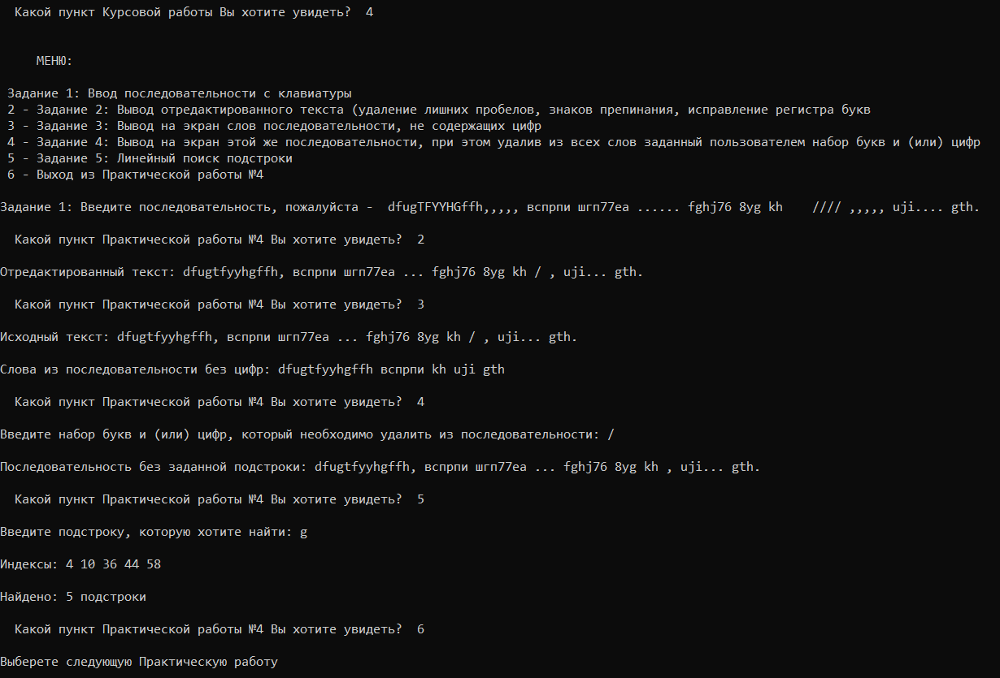 Какой пункт Курсовой работы Вы хотите увидеть?  4
МЕНЮ:
Задание 1: Ввод последовательности с клавиатуры
2 - Задание 2: Вывод отредактированного текста (удаление лишних пробелов, знаков препинания, исправление регистра букв
3 - Задание 3: Вывод на экран слов последовательности, не содержащих цифр
4 - Задание 4: Вывод на экран этой же последовательности, при этом удалив из всех слов заданный пользователем набор букв и (или) цифр
5 - Задание 5: Линейный поиск подстроки
6 - Выход из Практической работы №4
Задание 1: Введите последовательность, пожалуйста -  dfugTFYYHGffh,,,,, вспрпи шгп77еа ...... fghj76 8yg kh    //// ,,,,, uji.... gth.
Какой пункт Практической работы №4 Вы хотите увидеть?  2
Отредактированный текст: dfugtfyyhgffh, вспрпи шгп77еа ... fghj76 8yg kh / , uji... gth.
Какой пункт Практической работы №4 Вы хотите увидеть?  3
Исходный текст: dfugtfyyhgffh, вспрпи шгп77еа ... fghj76 8yg kh / , uji... gth.
Слова из последовательности без цифр: dfugtfyyhgffh вспрпи kh uji gth
Какой пункт Практической работы №4 Вы хотите увидеть?  4
Введите набор букв и (или) цифр, который необходимо удалить из последовательности: /
Последовательность без заданной подстроки: dfugtfyyhgffh, вспрпи шгп77еа ... fghj76 8yg kh , uji... gth.
Какой пункт Практической работы №4 Вы хотите увидеть?  5
Введите подстроку, которую хотите найти: g
Индексы: 4 10 36 44 58
Найдено: 5 подстроки
Какой пункт Практической работы №4 Вы хотите увидеть?  6
Выберете следующую Практическую работу